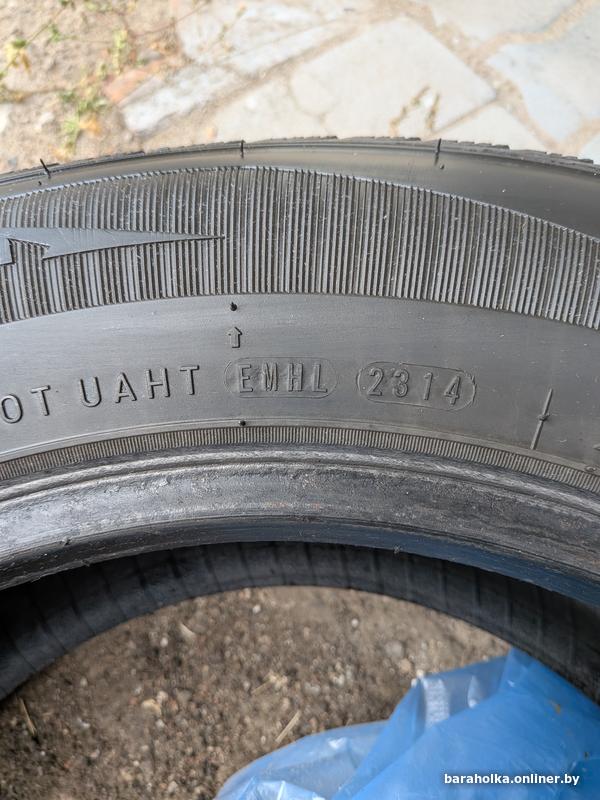 OT UAHT EMHL 2314
baraholka.onliner.by